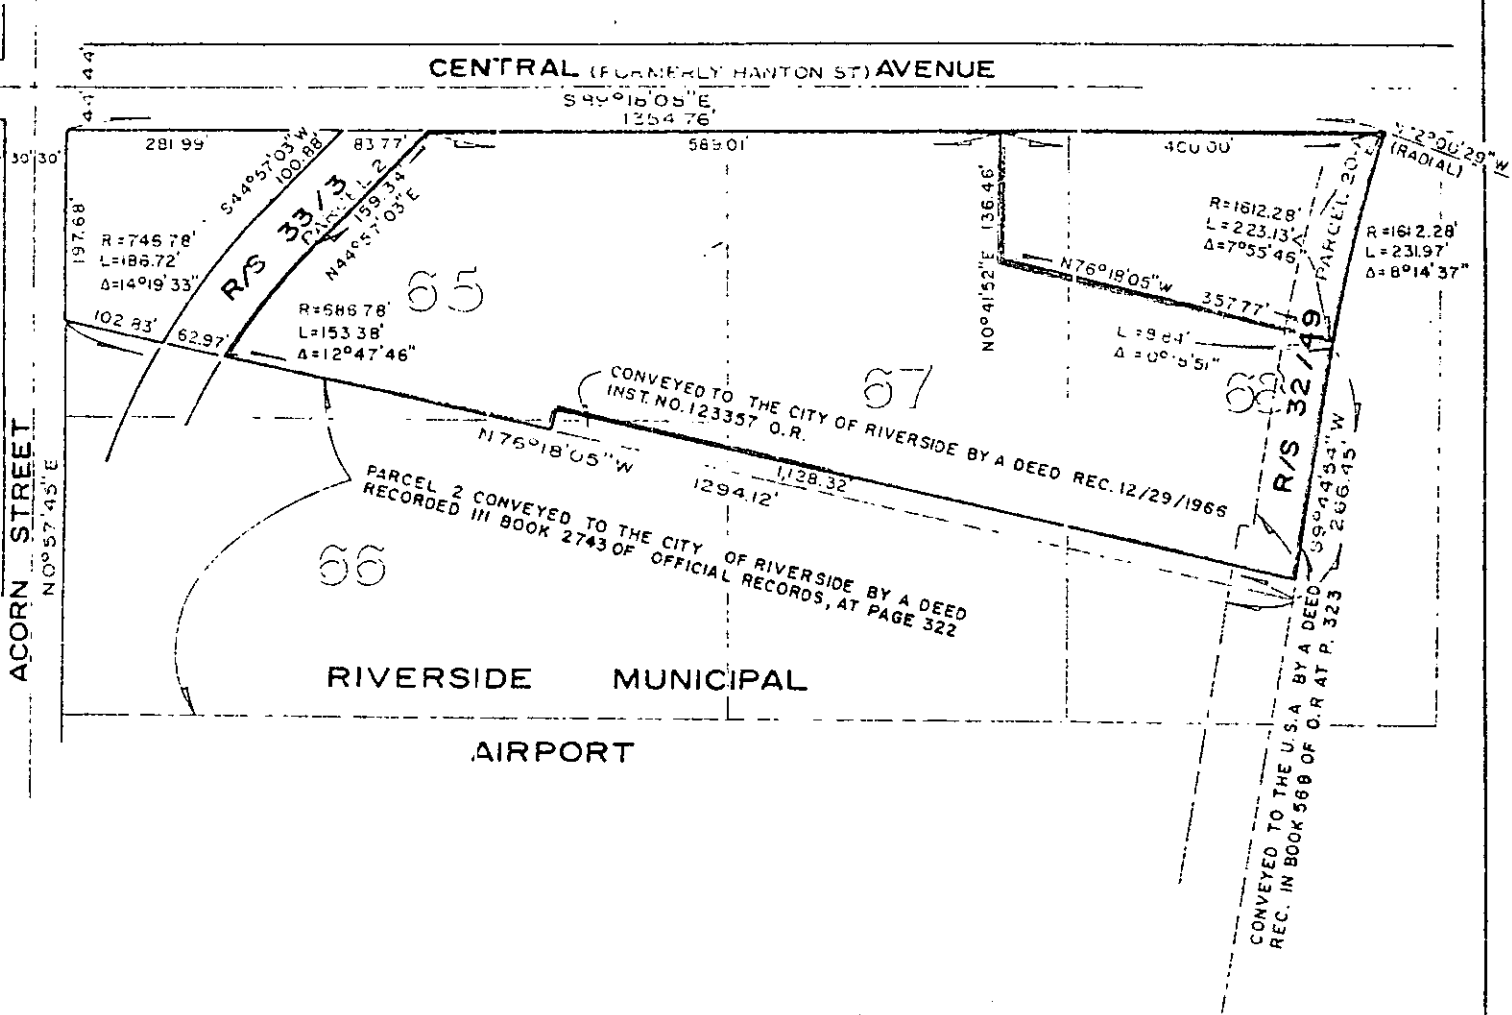 44'
44'
CENTRAL (FORMERLY HANTON ST) AVENUE
1354.76'
30' 30'
281.99'
83.77'
589.01'
400.00'
(RADIAL)
S44°57'03"W
100.88'
R/S 33/3
PARCEL 2
159.34'
N44°57'03"E
197.68'
R=746.78'
L=186.72'
Δ=14°19'33"
102.83'
62.97'
R=686.78'
L=153.38'
Δ=12°47'46"
65
N0°41'52"E 136.46'
N76°18'05"W 357.77'
R=1612.28'
L=223.13'
Δ=7°55'46"
PARCEL 20-A
R=1612.28'
L=231.97'
Δ=8°14'37"
L=8.84'
67
R/S 32/49
266.45'
CONVEYED TO THE CITY OF RIVERSIDE BY A DEED REC. 12/29/1966
INST. NO. 123357 O.R.
N76°18'05"W
1,128.32'
1294.12'
PARCEL 2 CONVEYED TO THE CITY OF RIVERSIDE BY A DEED
RECORDED IN BOOK 2743 OF OFFICIAL RECORDS, AT PAGE 322
66
ACORN STREET
N0°57'45"E
RIVERSIDE MUNICIPAL
AIRPORT
CONVEYED TO THE U.S.A BY A DEED
REC. IN BOOK 568 OF O.R AT P. 323